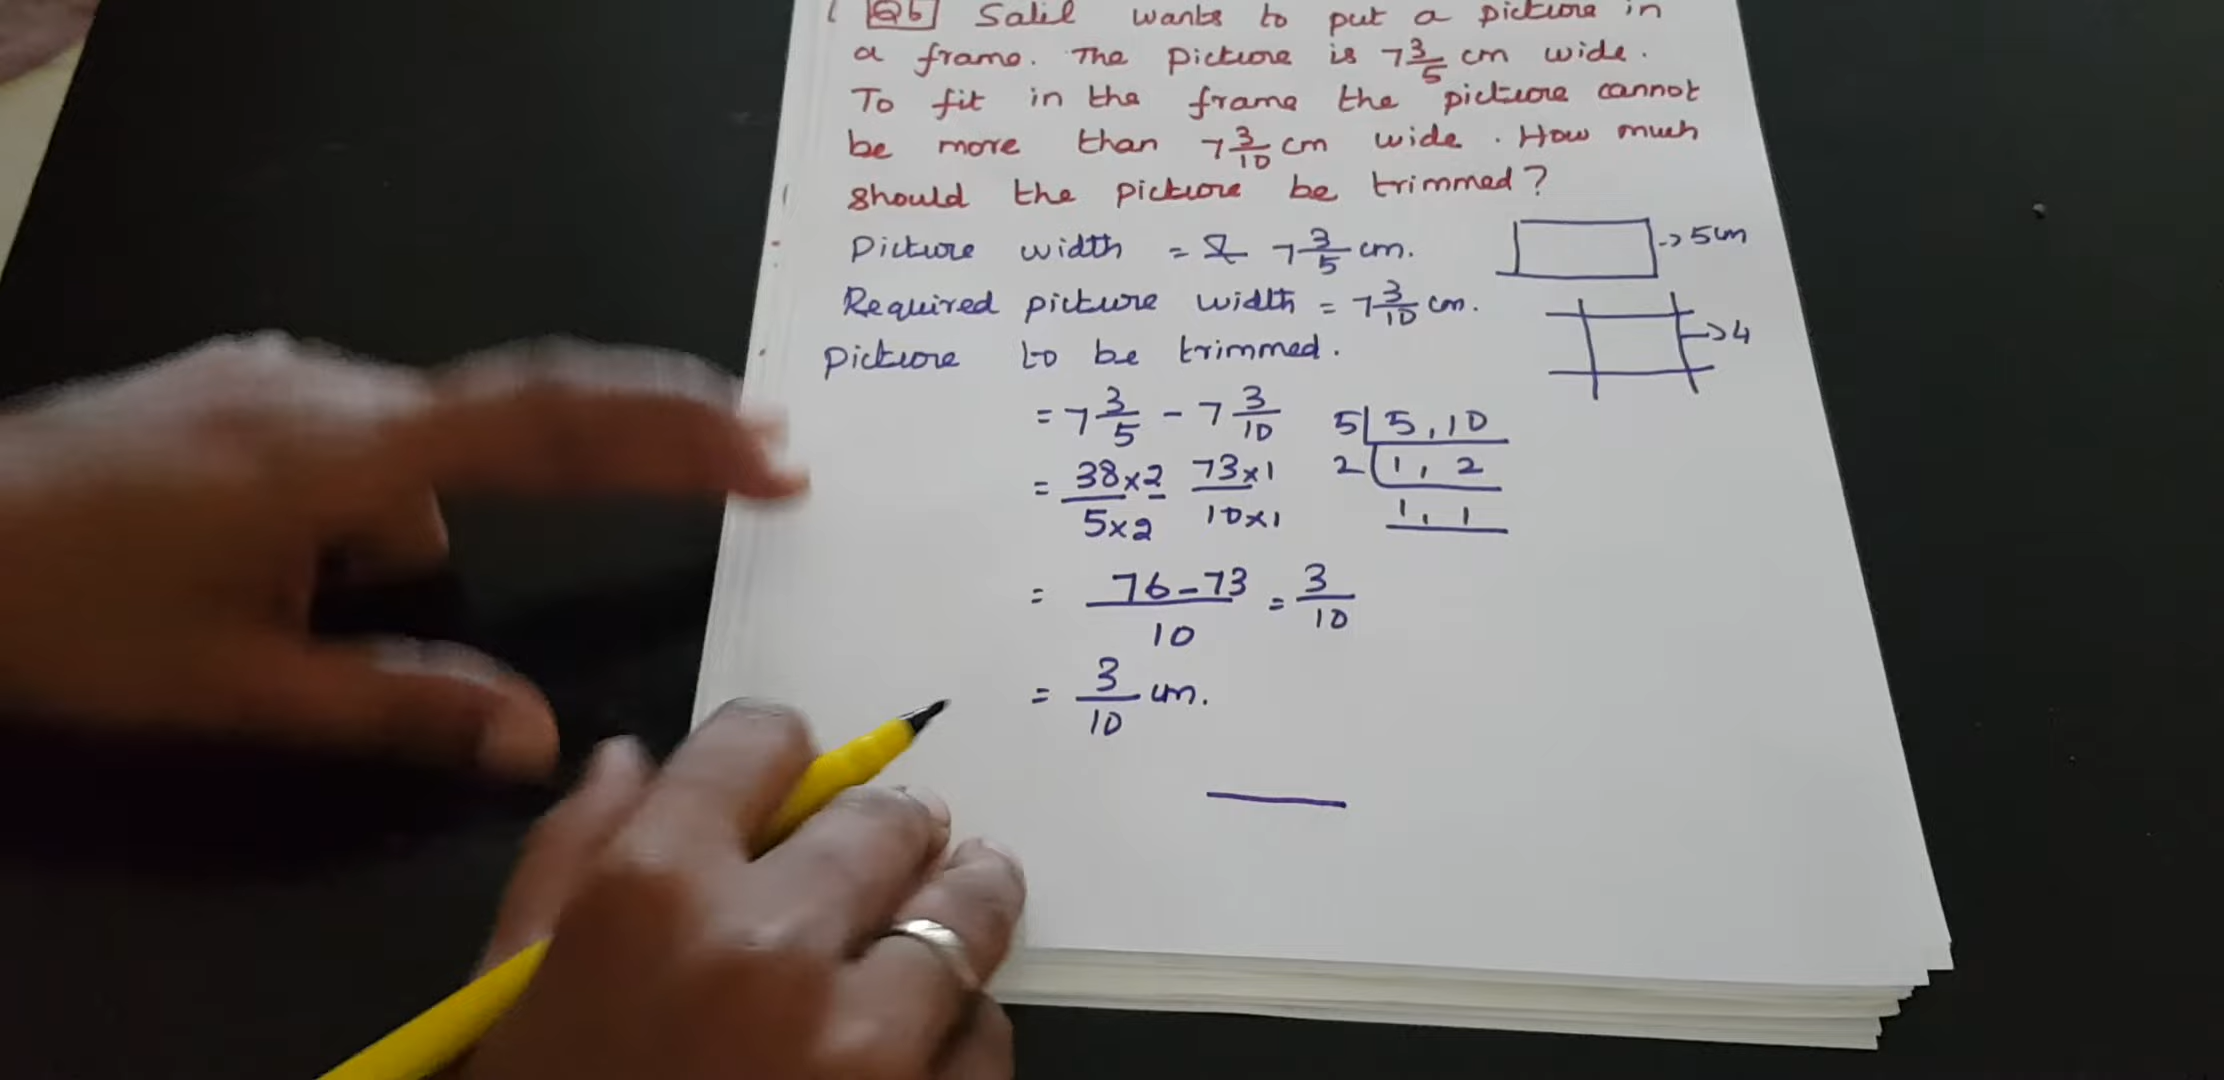 Q6 Salil wants to put a picture in
a frame. The picture is 7 3/5 cm wide.
To fit in the frame the picture cannot
be more than 7 3/10 cm wide. How much
should the picture be trimmed?
Picture width = 7 3/5 cm.
→ 5cm
Required picture width = 7 3/10 cm.
→ 4
Picture to be trimmed.
= 7 3/5 - 7 3/10
5 | 5, 10
2 | 1, 2
1, 1
= 38×2/5×2 - 73×1/10×1
= 76-73/10 = 3/10
= 3/10 cm.